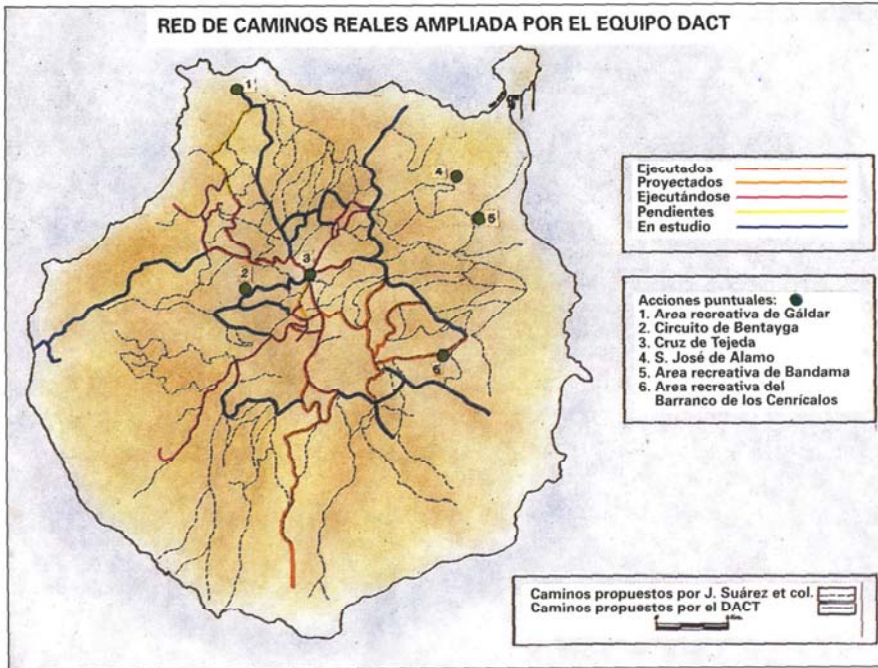 RED DE CAMINOS REALES AMPLIADA POR EL EQUIPO DACT
1
2
3
4
5
6
Ejecutados
Proyectados
Ejecutándose
Pendientes
En estudio
Acciones puntuales:
1. Area recreativa de Gáldar
2. Circuito de Bentayga
3. Cruz de Tejeda
4. S. José de Alamo
5. Area recreativa de Bandama
6. Area recreativa del
Barranco de los Cenrícalos
Caminos propuestos por J. Suárez et col.
Caminos propuestos por el DACT